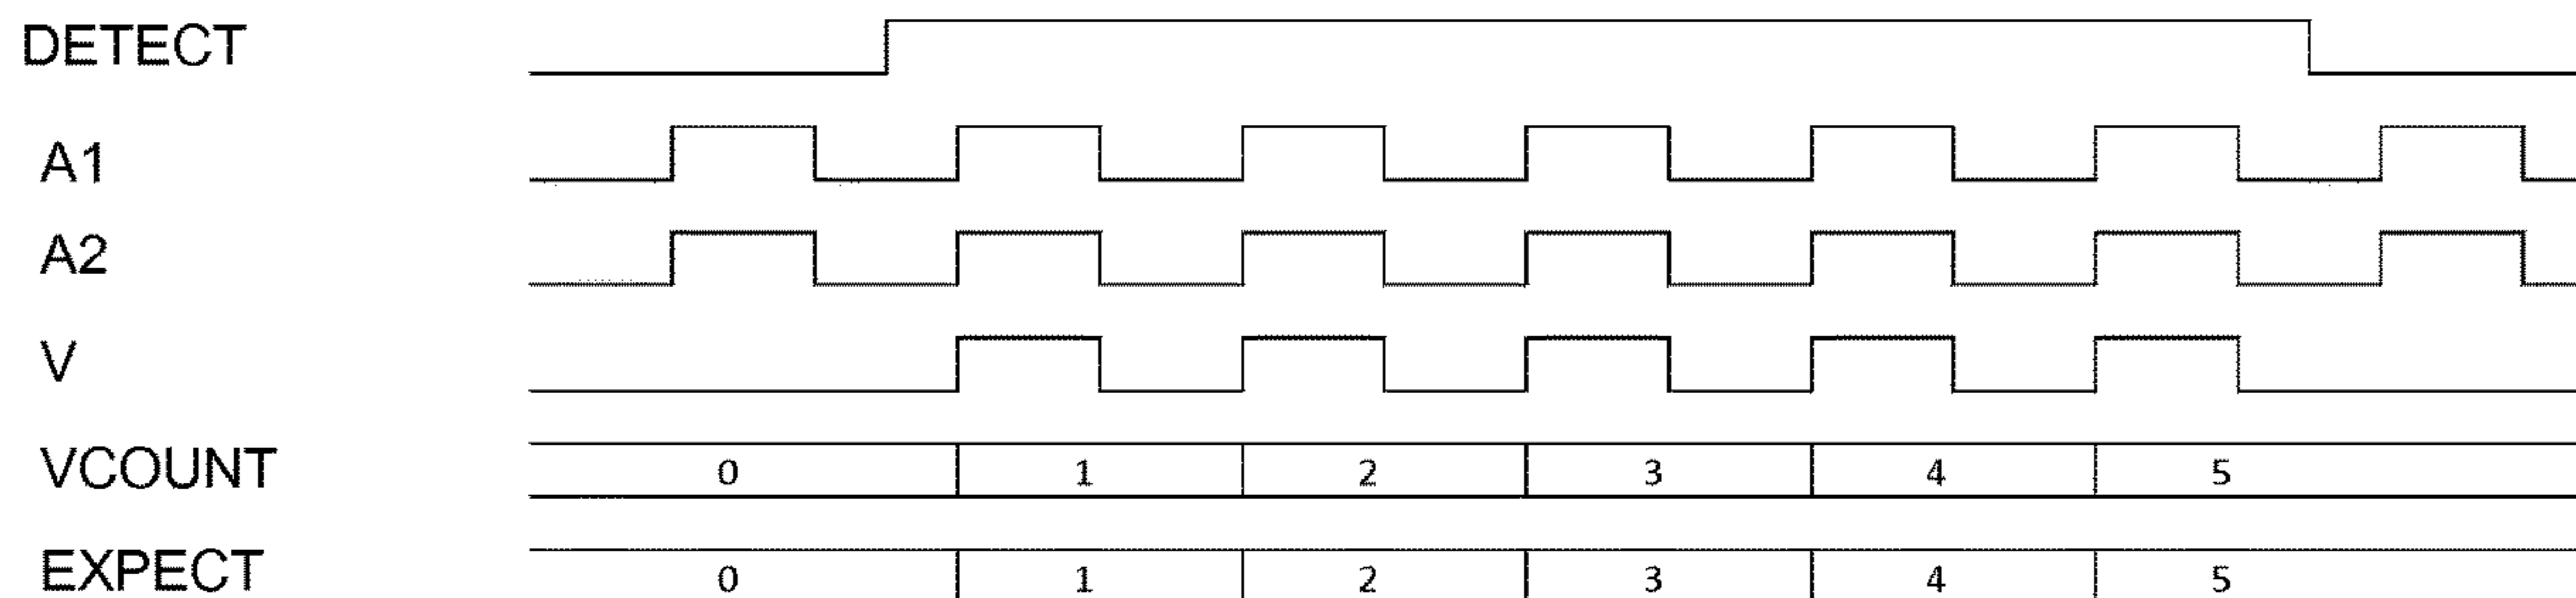 DETECT
A1
A2
V
VCOUNT 0 1 2 3 4 5
EXPECT 0 1 2 3 4 5